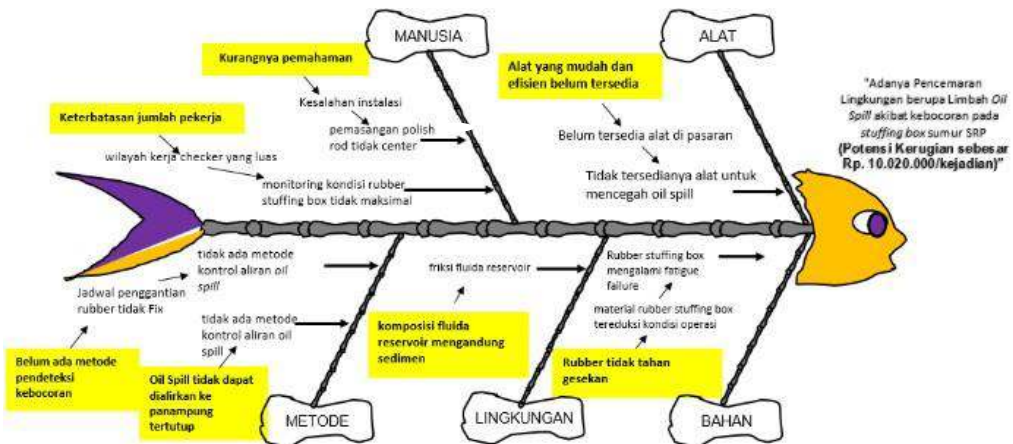 MANUSIA
ALAT
Kurangnya pemahaman
Kesalahan instalasi
pemasangan polish
rod tidak center
Keterbatasan jumlah pekerja
wilayah kerja checker yang luas
monitoring kondisi rubber
stuffing box tidak maksimal
Alat yang mudah dan
efisien belum tersedia
Belum tersedia alat di pasaran
Tidak tersedianya alat untuk
mencegah oil spill
"Adanya Pencemaran
Lingkungan berupa Limbah Oil
Spill akibat kebocoran pada
stuffing box sumur SRP
(Potensi Kerugian sebesar
Rp. 10.020.000/kejadian)"
tidak ada metode
kontrol aliran oil
spill
Jadwal penggantian
rubber tidak Fix
Belum ada metode
pendeteksi
kebocoran
tidak ada metode
kontrol aliran oil
spill
Oil Spill tidak dapat
dialirkan ke
panampung
tertutup
friksi fluida reservoir
komposisi fluida
reservoir mengandung
sedimen
Rubber stuffing box
mengalami fatigue
failure
material rubber stuffing box
tereduksi kondisi operasi
Rubber tidak tahan
gesekan
METODE
LINGKUNGAN
BAHAN